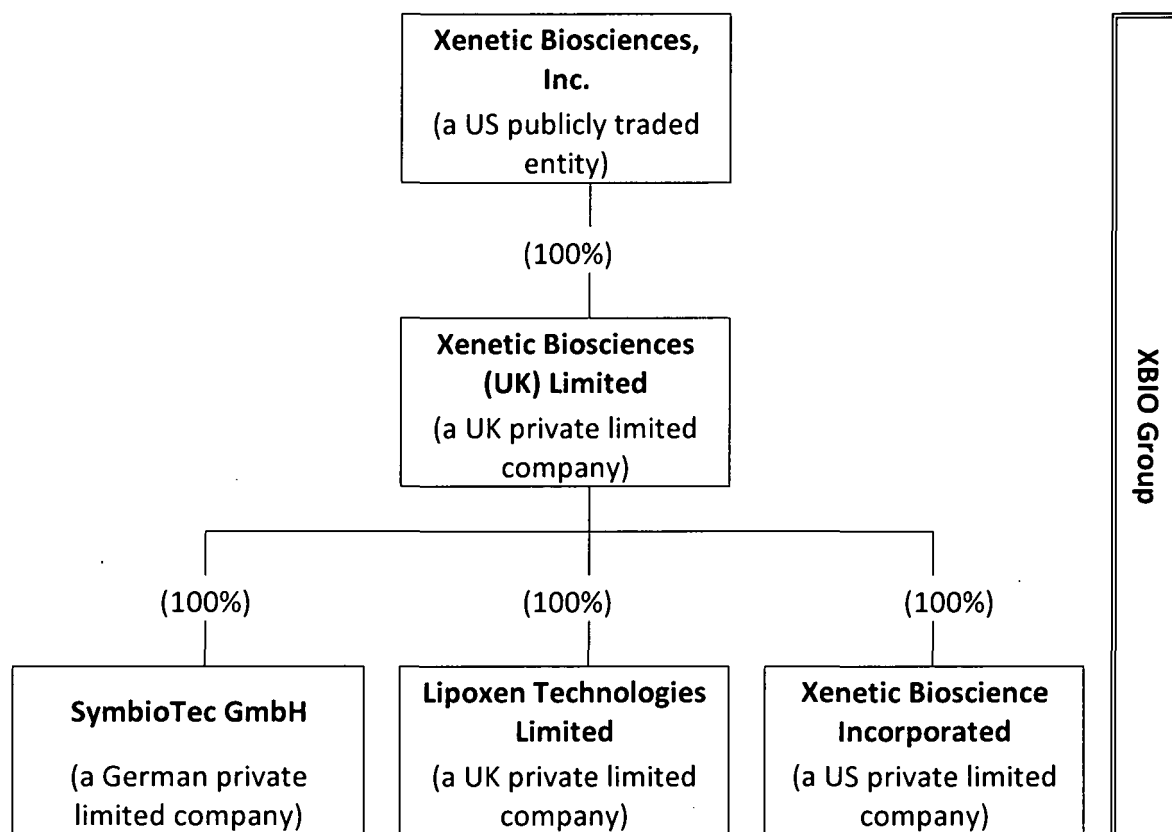 Xenetic Biosciences,
Inc.
(a US publicly traded
entity)
(100%)
Xenetic Biosciences
(UK) Limited
(a UK private limited
company)
(100%)
(100%)
(100%)
SymbioTec GmbH
(a German private
limited company)
Lipoxen Technologies
Limited
(a UK private limited
company)
Xenetic Bioscience
Incorporated
(a US private limited
company)
XBIO Group